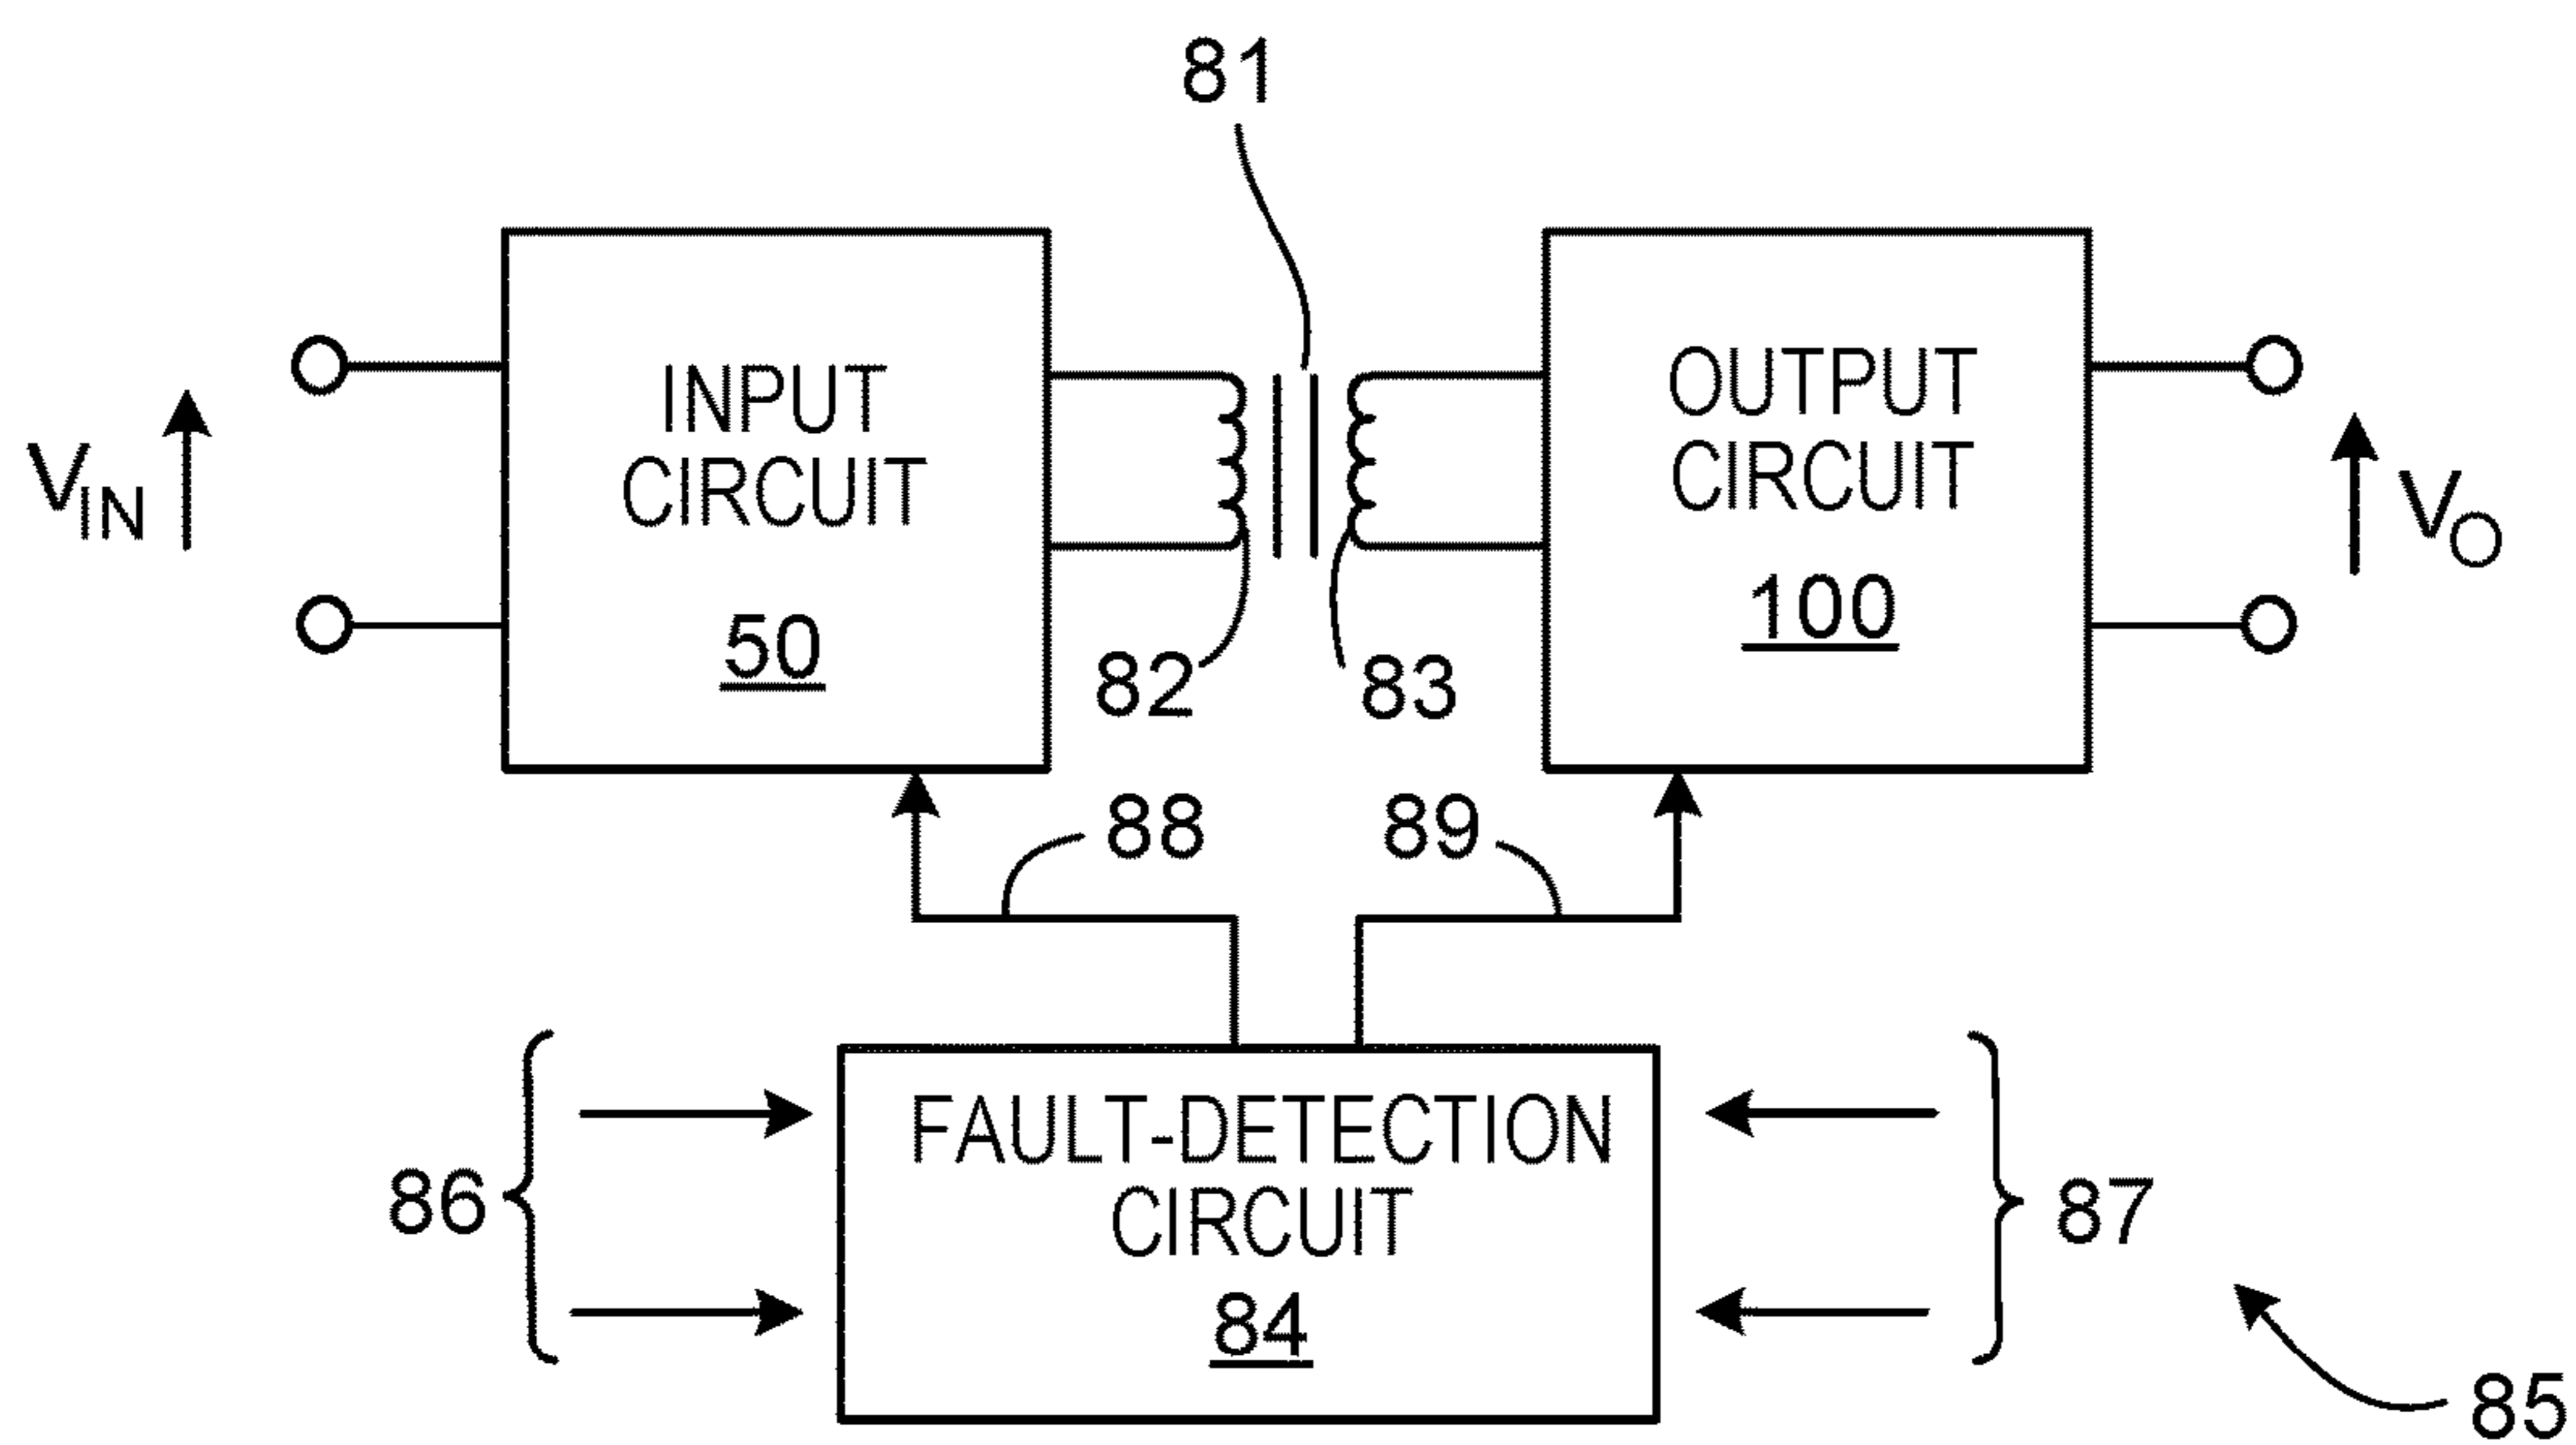 81
INPUT
CIRCUIT
50
OUTPUT
CIRCUIT
100
VIN
VO
82
83
88
89
FAULT-DETECTION
CIRCUIT
84
86
87
85